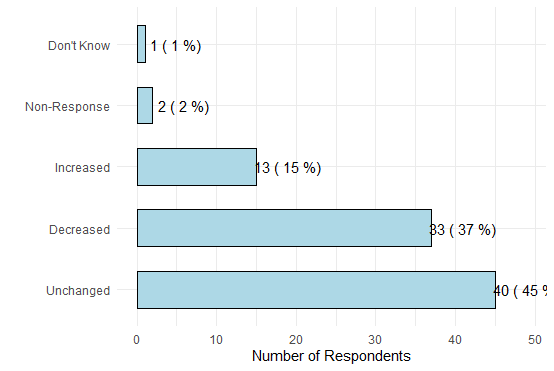 Don't Know 1 ( 1 %)
Non-Response 2 ( 2 %)
Increased 13 ( 15 %)
Decreased 33 ( 37 %)
Unchanged 40 ( 45 %
0 10 20 30 40 50
Number of Respondents